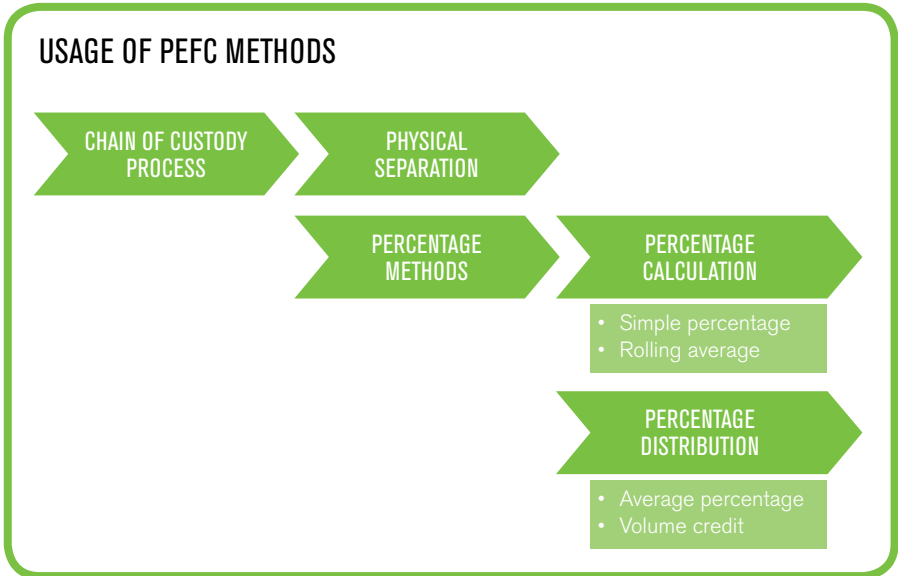 USAGE OF PEFC METHODS
CHAIN OF CUSTODY
PROCESS
PHYSICAL
SEPARATION
PERCENTAGE
METHODS
PERCENTAGE
CALCULATION
• Simple percentage
• Rolling average
PERCENTAGE
DISTRIBUTION
• Average percentage
• Volume credit